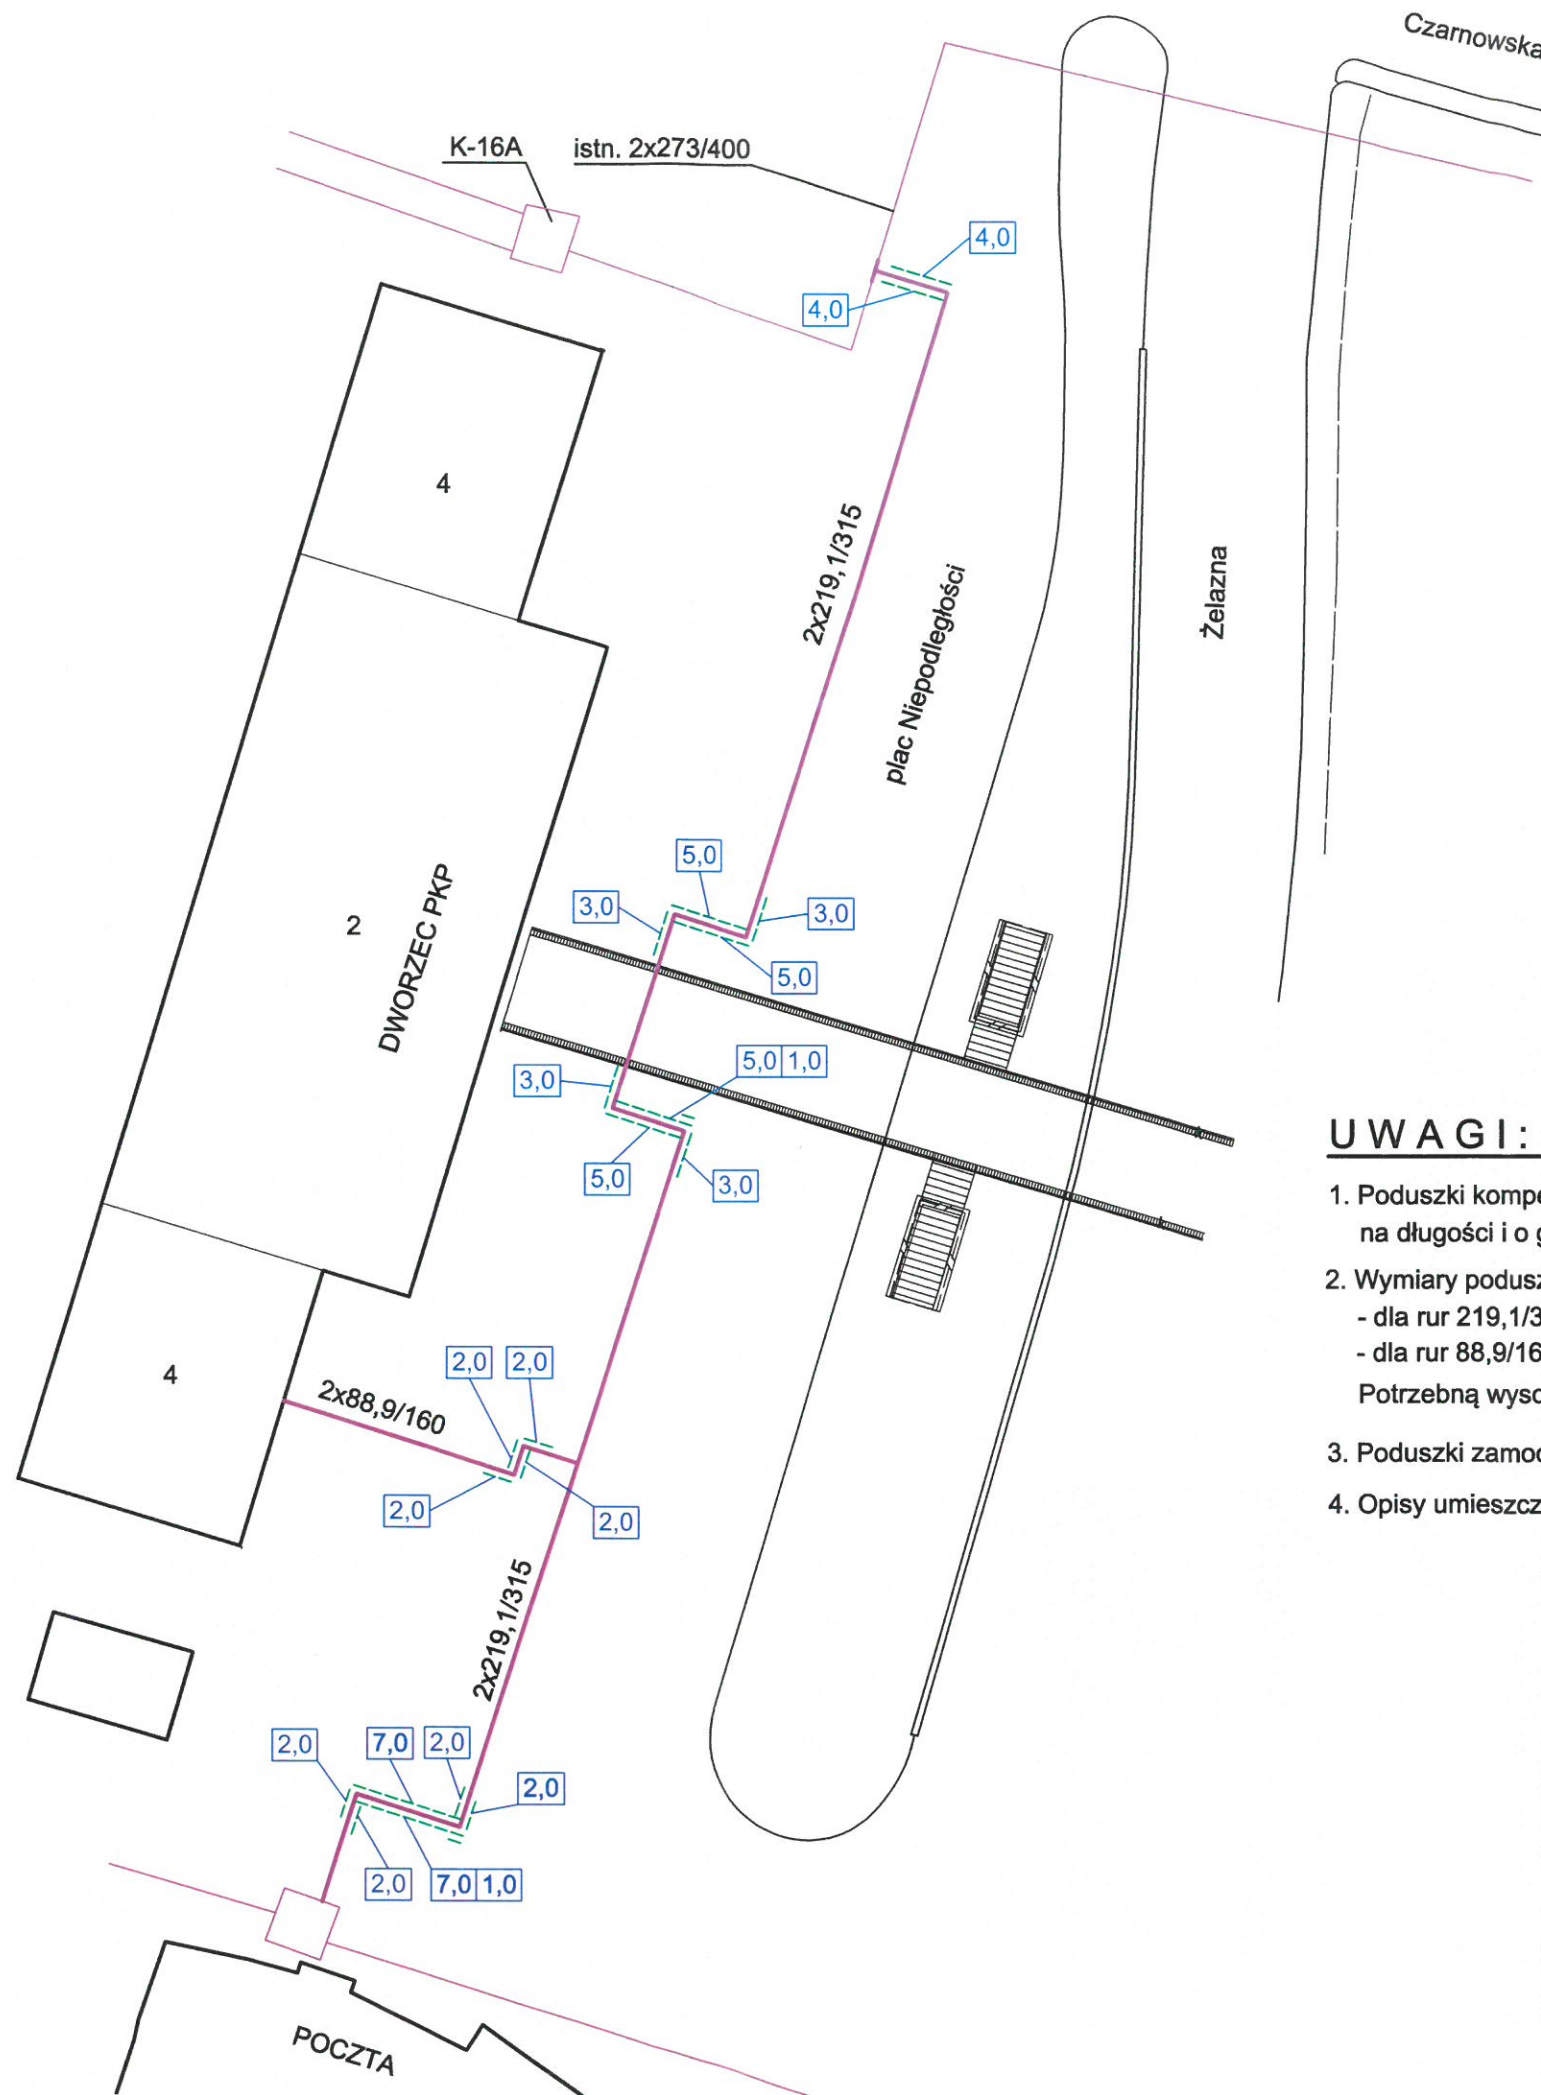 Czarnowska
K-16A
istn. 2x273/400
4,0
4,0
4
2x219,1/315
Żelazna
plac Niepodległości
5,0
3,0
3,0
2
DWORZEC PKP
5,0
5,0 1,0
3,0
5,0
3,0
UWAGI:
1. Poduszki kompe
na długości i o g
2. Wymiary podusz
- dla rur 219,1/3
- dla rur 88,9/16
Potrzebną wyso
3. Poduszki zamoc
4. Opisy umieszcz
2,0
2,0
4
2x88,9/160
2,0
2,0
2x219,1/315
2,0
7,0
2,0
2,0
2,0
7,0 1,0
POCZTA